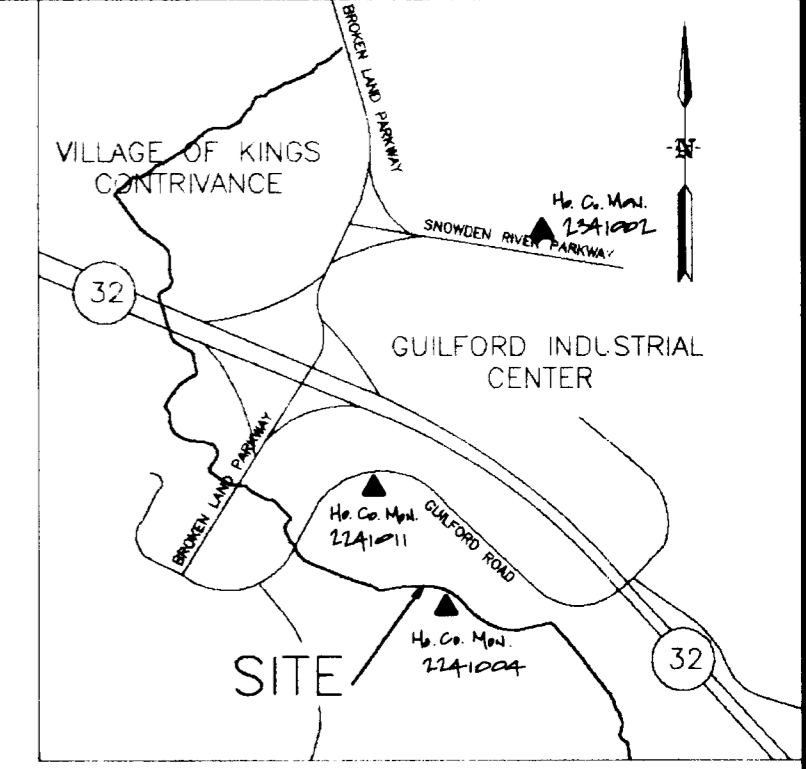 BROKEN LAND PARKWAY
VILLAGE OF KINGS
CONTRIVANCE
N
Ho. Co. Mon.
2341002
SNOWDEN RIVER PARKWAY
32
GUILFORD INDUSTRIAL
CENTER
BROKEN LAND PARKWAY
Ho. Co. Mon.
2241011
GUILFORD ROAD
Ho. Co. Mon.
2241004
SITE
32